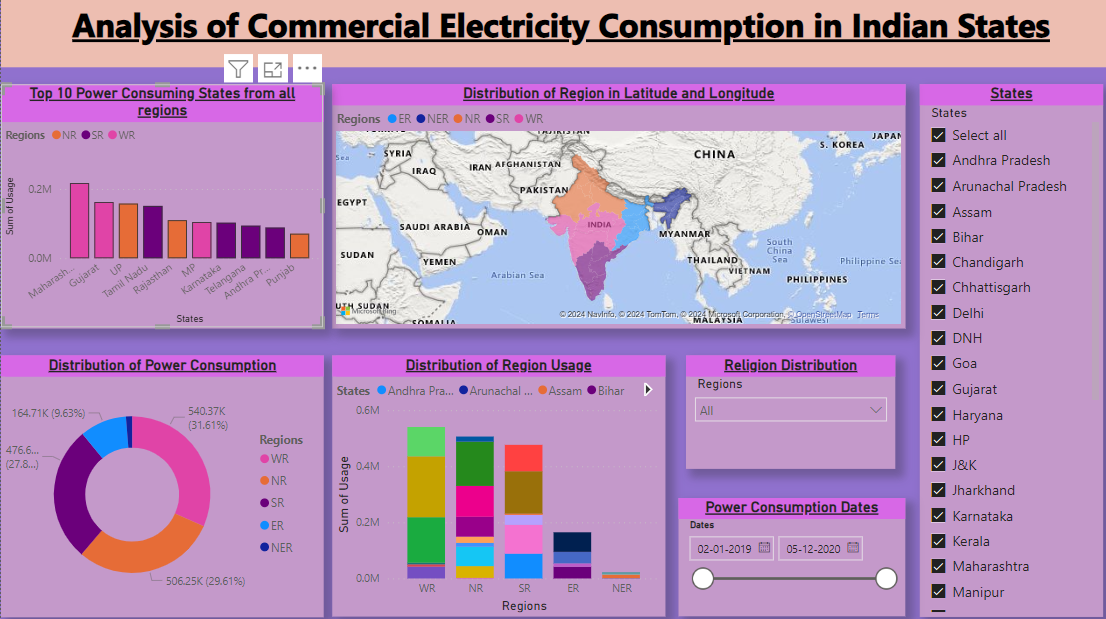 Analysis of Commercial Electricity Consumption in Indian States
Top 10 Power Consuming States from all
regions
Regions NR SR WR
Sum of Usage
0.2M
0.0M
Maharash...
Gujarat
UP
Tamil Nadu
Rajasthan
MP
Karnataka
Telangana
Andhra Pr...
Punjab
States
Distribution of Region in Latitude and Longitude
Regions ER NER NR SR WR
TAJIKISTAN
JAPAN
Sea
SYRIA
IRAQ
IRAN
AFGHANISTAN
CHINA
S. KOREA
PAKISTAN
EGYPT
SAUDI ARABIA
OMAN
INDIA
MYANMAR
SUDAN
YEMEN
Arabian Sea
THAILAND
VIETNAM
South
China
Sea
PHILIPPINES
Philippine Sea
UTH SUDAN
SOMALIA
MALAYSIA
Sulawesi
Microsoft Bing
© 2024 NavInfo, © 2024 TomTom, © 2024 Microsoft Corporation, © OpenStreetMap Terms
States
States
Select all
Andhra Pradesh
Arunachal Pradesh
Assam
Bihar
Chandigarh
Chhattisgarh
Delhi
DNH
Goa
Gujarat
Haryana
HP
J&K
Jharkhand
Karnataka
Kerala
Maharashtra
Manipur
Distribution of Power Consumption
164.71K (9.63%)
540.37K
(31.61%)
476.6...
(27.8...)
506.25K (29.61%)
Regions
WR
NR
SR
ER
NER
Distribution of Region Usage
States Andhra Pra... Arunachal ... Assam Bihar
Sum of Usage
0.6M
0.4M
0.2M
0.0M
WR NR SR ER NER
Regions
Religion Distribution
Regions
All
Power Consumption Dates
Dates
02-01-2019 05-12-2020